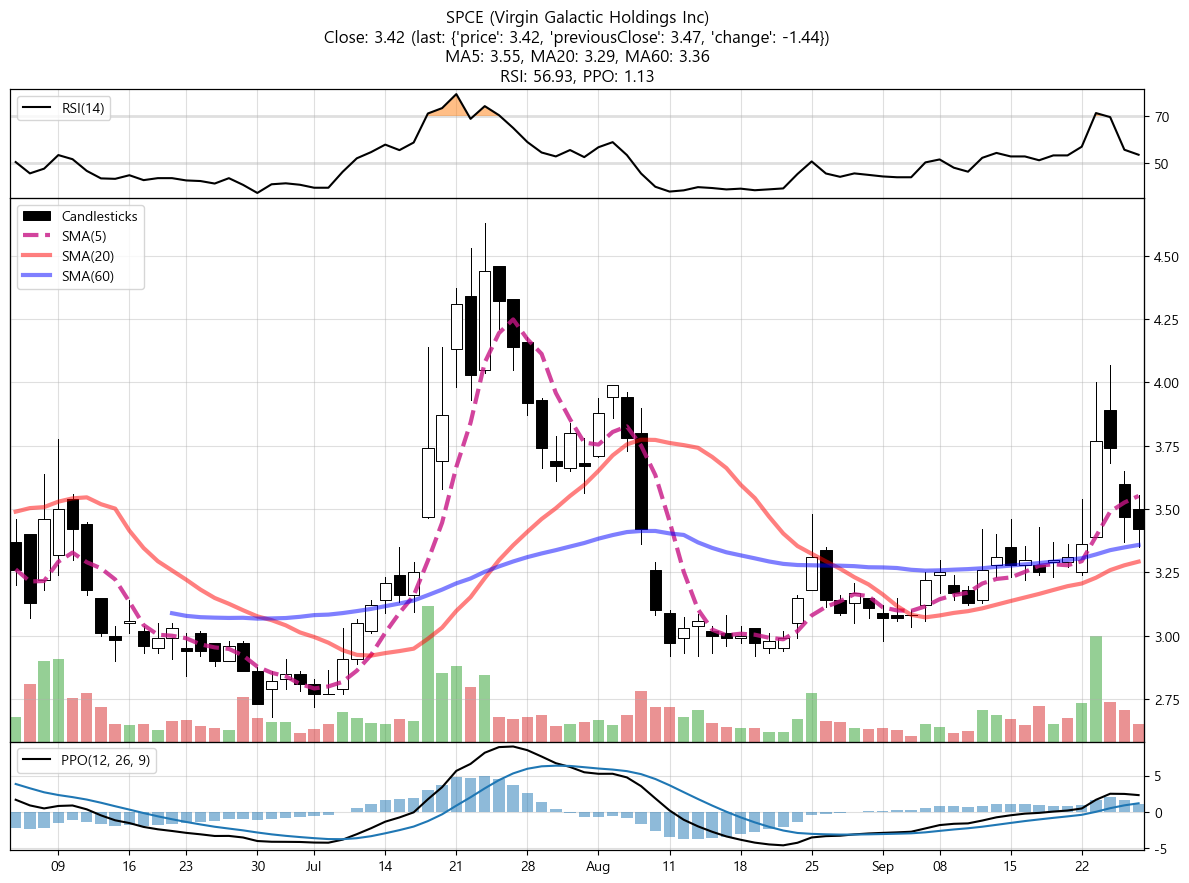 SPCE (Virgin Galactic Holdings Inc)
Close: 3.42 (last: {'price': 3.42, 'previousClose': 3.47, 'change': -1.44})
MA5: 3.55, MA20: 3.29, MA60: 3.36
RSI: 56.93, PPO: 1.13
RSI(14)
70
50
Candlesticks
SMA(5)
SMA(20)
SMA(60)
4.50
4.25
4.00
3.75
3.50
3.25
3.00
2.75
PPO(12, 26, 9)
5
0
-5
09 16 23 30 Jul 14 21 28 Aug 11 18 25 Sep 08 15 22